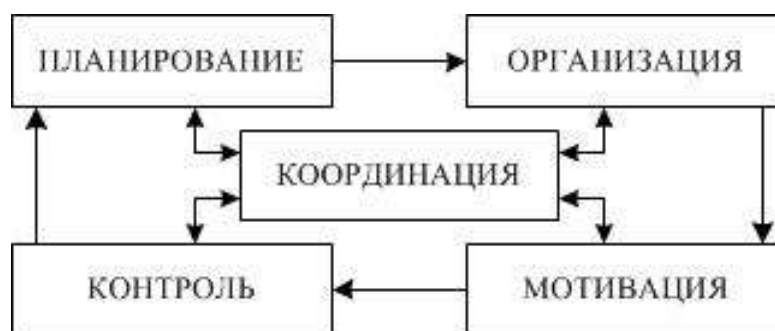 ПЛАНИРОВАНИЕ
ОРГАНИЗАЦИЯ
КООРДИНАЦИЯ
КОНТРОЛЬ
МОТИВАЦИЯ